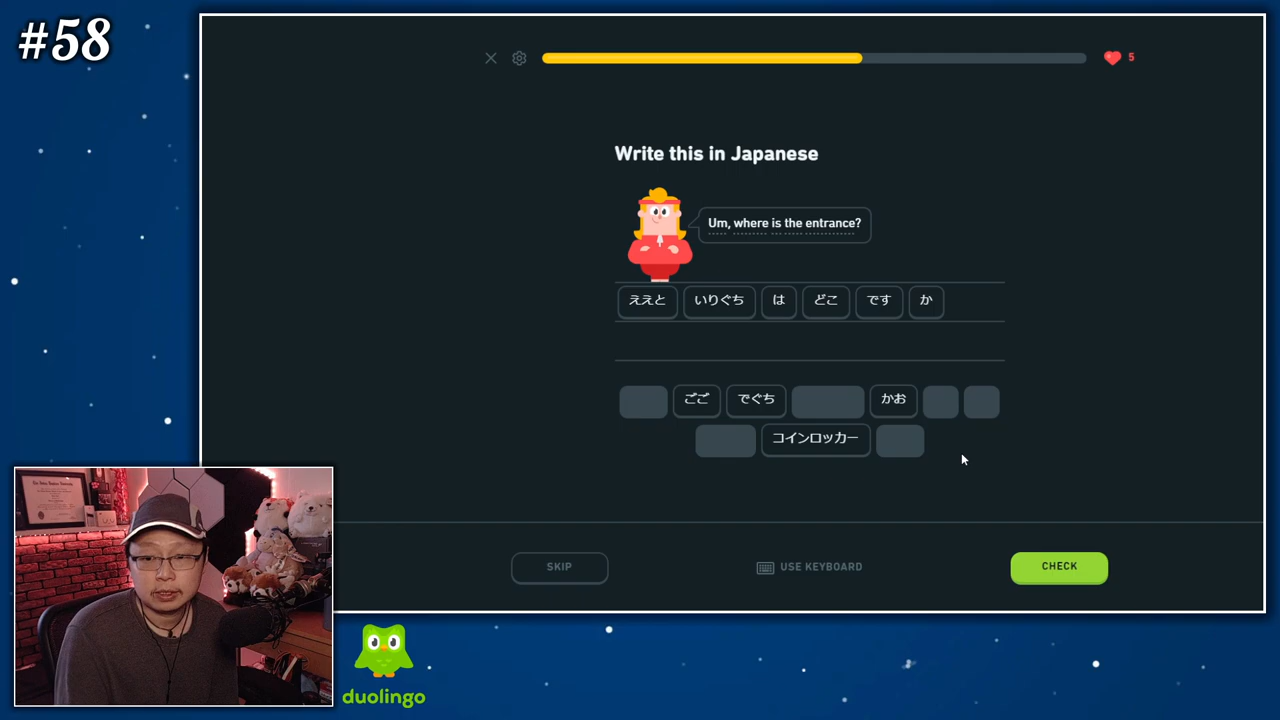 #58
5
Write this in Japanese
Um, where is the entrance?
ええと いりぐち は どこ です か
ごご でぐち かお
コインロッカー
SKIP
USE KEYBOARD
CHECK
duolingo